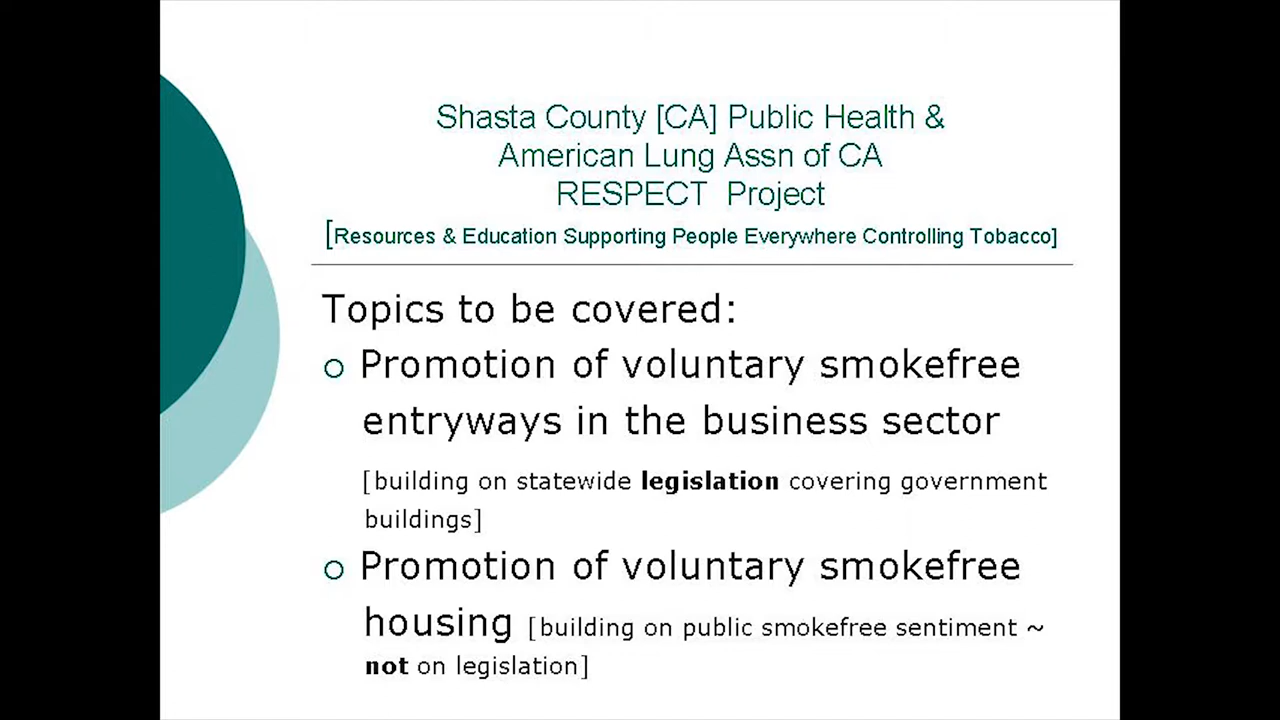 Shasta County [CA] Public Health &
American Lung Assn of CA
RESPECT Project
[Resources & Education Supporting People Everywhere Controlling Tobacco]
Topics to be covered:
Promotion of voluntary smokefree
entryways in the business sector
[building on statewide legislation covering government
buildings]
Promotion of voluntary smokefree
housing [building on public smokefree sentiment ~
not on legislation]